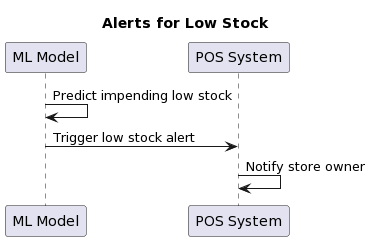 Alerts for Low Stock
ML Model
POS System
Predict impending low stock
Trigger low stock alert
Notify store owner
ML Model
POS System